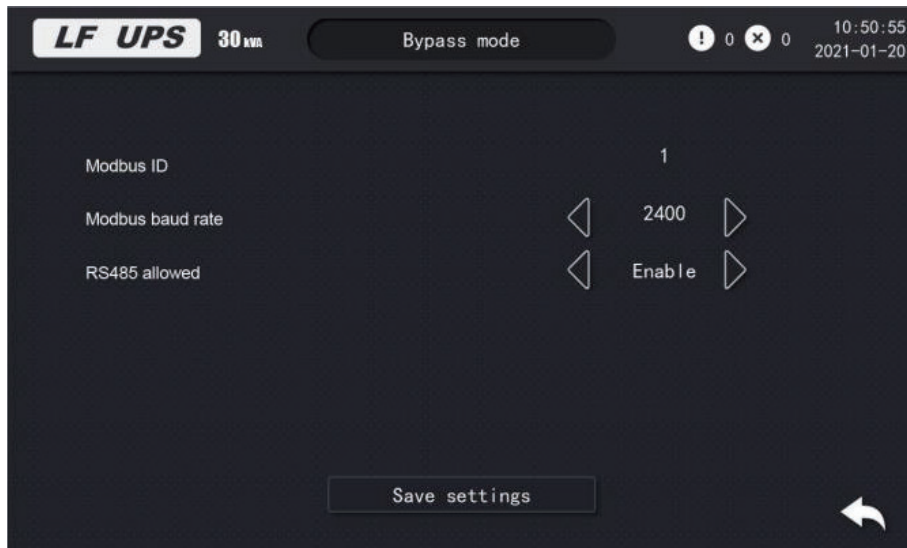 LF UPS 30 kVA Bypass mode ! 0 × 0 10:50:55
2021-01-20
Modbus ID 1
Modbus baud rate 2400
RS485 allowed Enable
Save settings